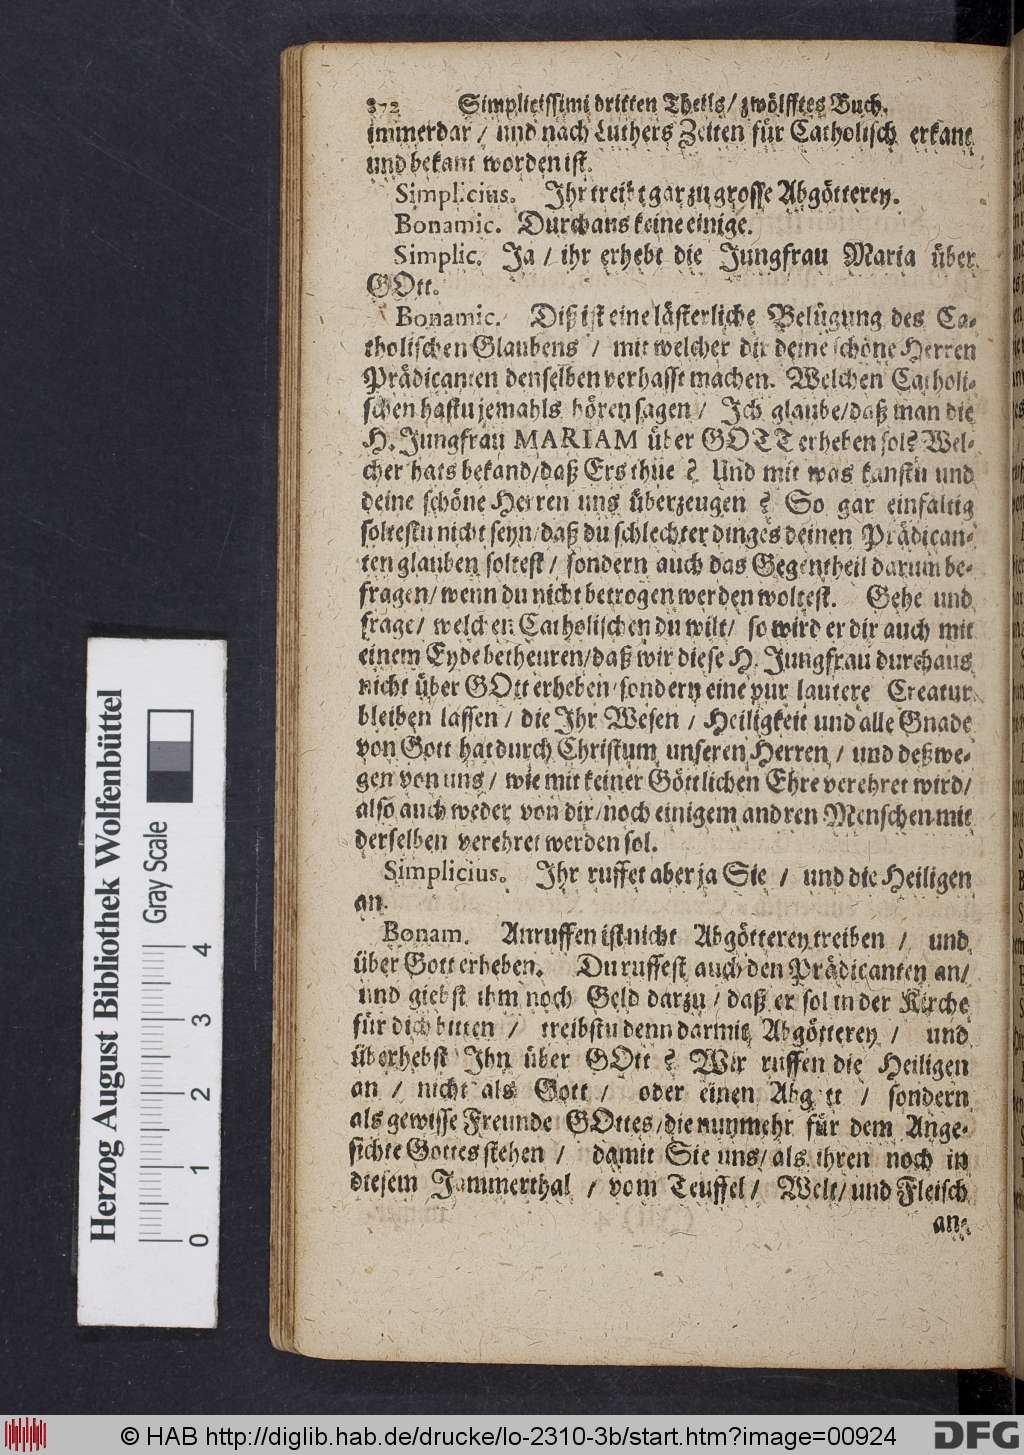 872 Simplicissimi dritten Theils/ zwölfftes Buch.
immerdar / und nach Luthers Zeiten für Catholisch erkant
und bekant worden ist.
Simplicius. Ihr treibt gar zu grosse Abgötterey.
Bonamic. Durchaus keine einige.
Simplic. Ja / ihr erhebt die Jungfrau Maria über
GOtt.
Bonamic. Diß ist eine lästerliche Belügung des Ca-
tholischen Glaubens / mit welcher dir deine schöne Herren
Prädicanten denselben verhasst machen. Welchen Catholi-
schen hastu jemahls hören sagen / Ich glaube/ daß man die
H. Jungfrau MARIAM über GOTT erheben sol? Wel-
cher hats bekand/ daß Ers thue? Und mit was kanstu und
deine schöne Herren uns überzeugen? So gar einfältig
soltestu nicht seyn/ daß du schlechter dinges deinen Prädican-
ten glauben soltest / sondern auch das Gegentheil darum be-
fragen/ wenn du nicht betrogen werden woltest. Gehe und
frage/ welchen Catholischen du wilt/ so wird er dir auch mit
einem Eyde betheuren/ daß wir diese H. Jungfrau durchaus
nicht über GOtt erheben/ sondern eine pur lautere Creatur
bleiben lassen / die Ihr Wesen / Heiligkeit und alle Gnade
von Gott hat durch Christum unseren Herren / und deßwe-
gen von uns / wie mit keiner Göttlichen Ehre verehret wird/
also auch weder von dir/ noch einigem andren Menschen mit
derselben verehret werden sol.
Simplicius. Ihr ruffet aber ja Sie / und die Heiligen
an.
Bonam. Anruffen ist nicht Abgötterey treiben / und
über Gott erheben. Du ruffest auch den Prädicanten an/
und giebst ihm noch Geld darzu / daß er sol in der Kirche
für dich bitten / treibstu denn darmit Abgötterey / und
überhebst Ihn über GOtt? Wir ruffen die Heiligen
an / nicht als Gott / oder einen Abgott / sondern
als gewisse Freunde GOttes/ die nunmehr für dem Ange-
sichte Gottes stehen / damit Sie uns/ als ihren noch in
diesem Jammerthal / vom Teuffel / Welt/ und Fleisch
an-
Herzog August Bibliothek Wolfenbüttel
Gray Scale
0 1 2 3 4
© HAB http://diglib.hab.de/drucke/lo-2310-3b/start.htm?image=00924
DFG